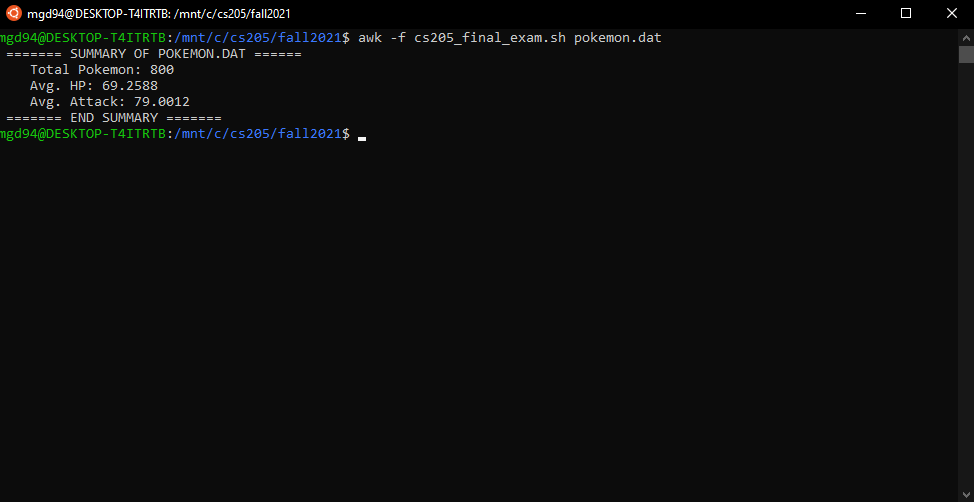 mgd94@DESKTOP-T4ITRTB: /mnt/c/cs205/fall2021
mgd94@DESKTOP-T4ITRTB:/mnt/c/cs205/fall2021$ awk -f cs205_final_exam.sh pokemon.dat
======= SUMMARY OF POKEMON.DAT ======
Total Pokemon: 800
Avg. HP: 69.2588
Avg. Attack: 79.0012
======= END SUMMARY =======
mgd94@DESKTOP-T4ITRTB:/mnt/c/cs205/fall2021$